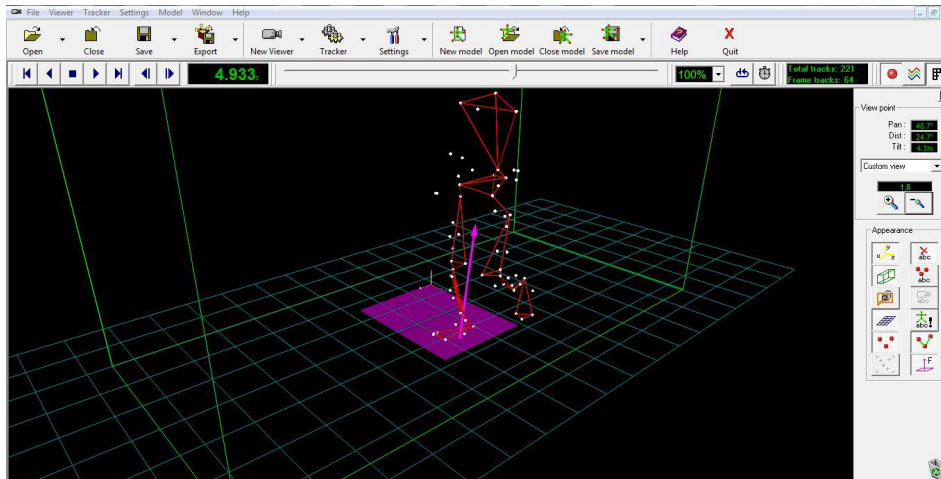 File Viewer Tracker Settings Model Window Help
Open Close Save Export New Viewer Tracker Settings New model Open model Close model Save model Help Quit
4.933s 100% Total tracks: 221
Frame tracks: 64
View point
Pan : 48.7°
Dist : 24.7°
Tilt : 4.3m
Custom view
1.8
Appearance
x y z abc
abc
abc
abc!
F